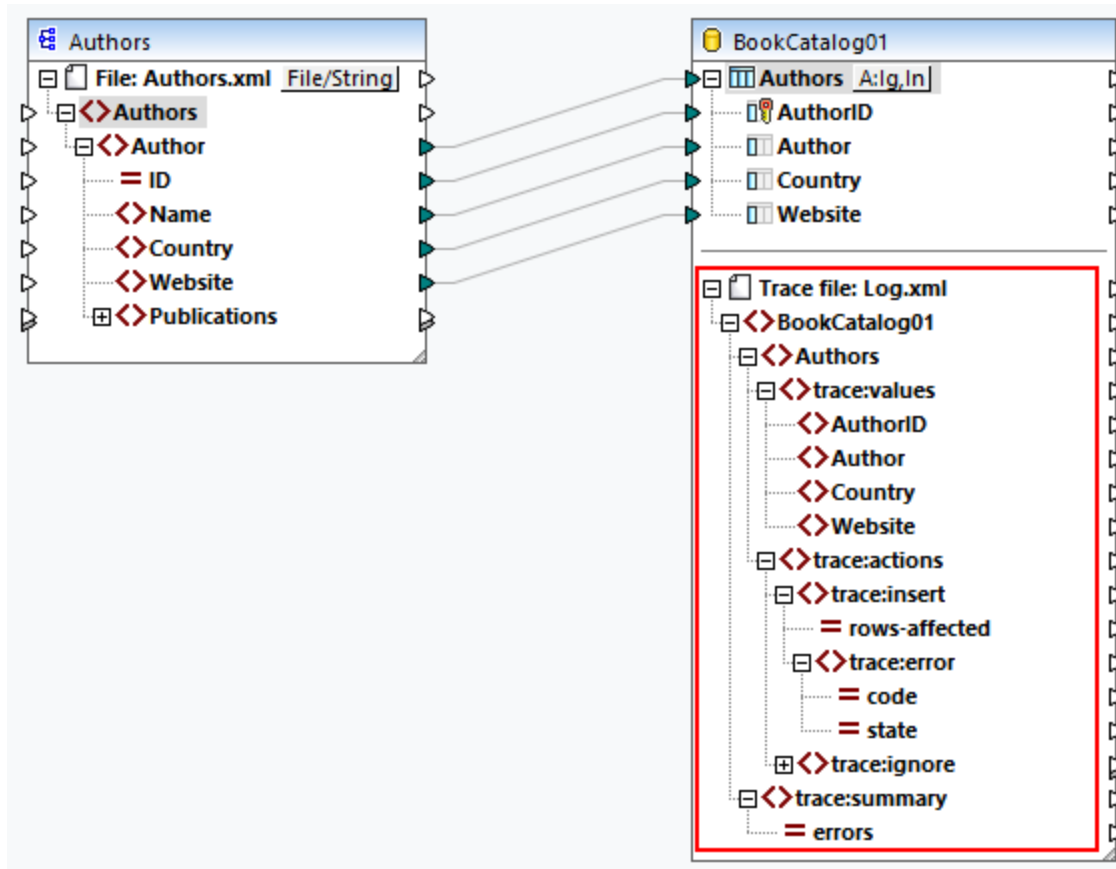 Authors
File: Authors.xml File/String
Authors
Author
ID
Name
Country
Website
Publications
BookCatalog01
Authors A:Ig,In
AuthorID
Author
Country
Website
Trace file: Log.xml
BookCatalog01
Authors
trace:values
AuthorID
Author
Country
Website
trace:actions
trace:insert
rows-affected
trace:error
code
state
trace:ignore
trace:summary
errors